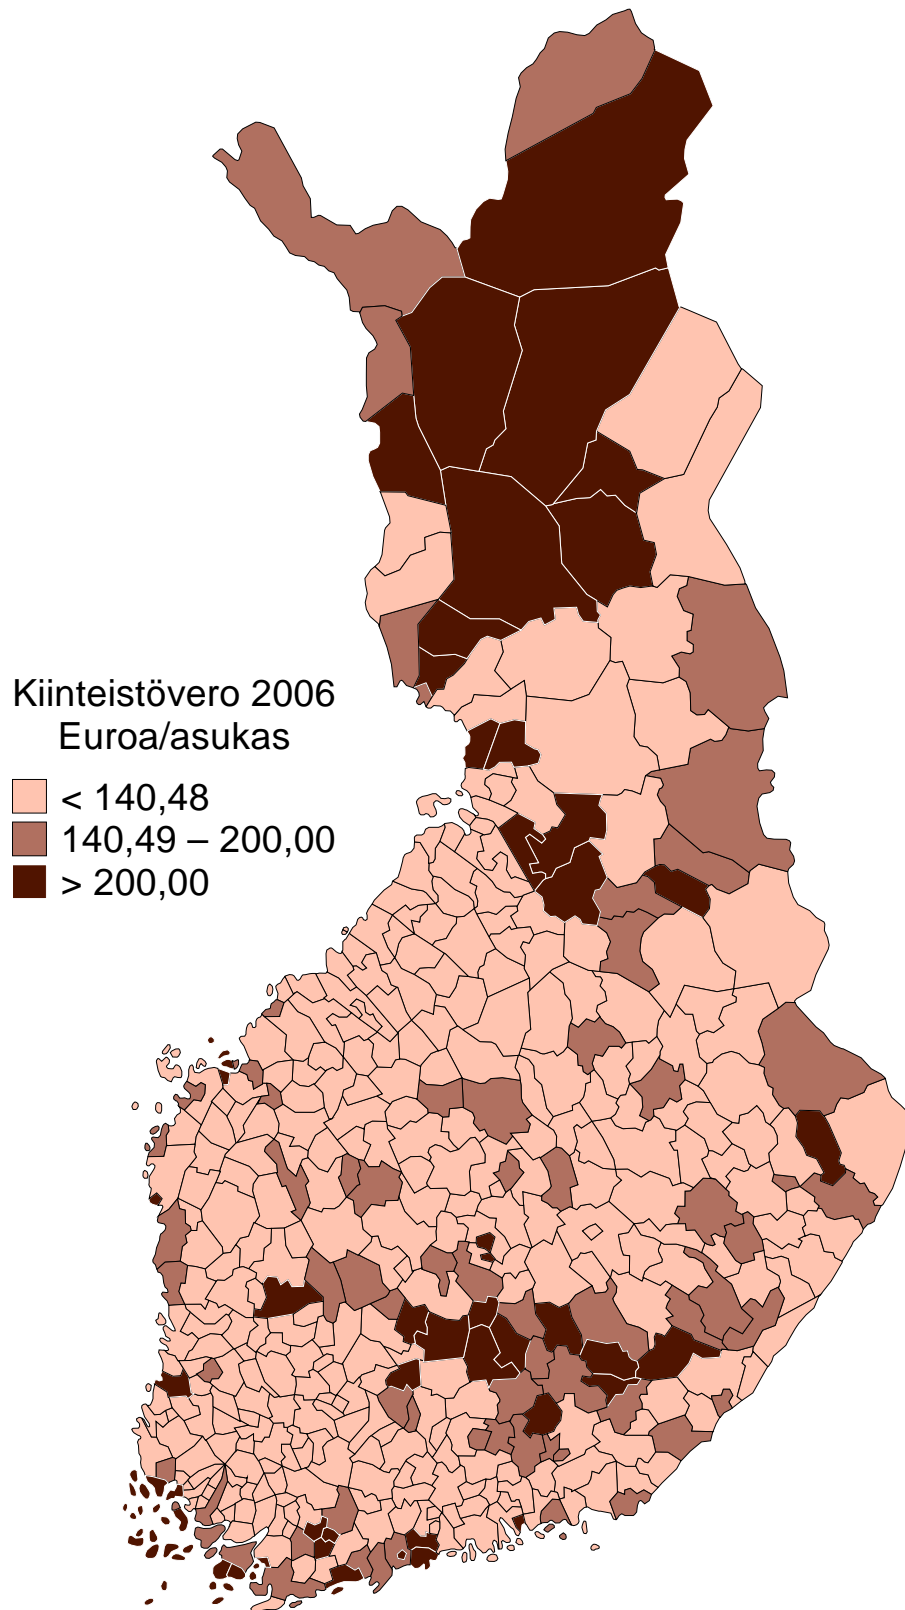 Kiinteistövero 2006
Euroa/asukas
< 140,48
140,49 – 200,00
> 200,00